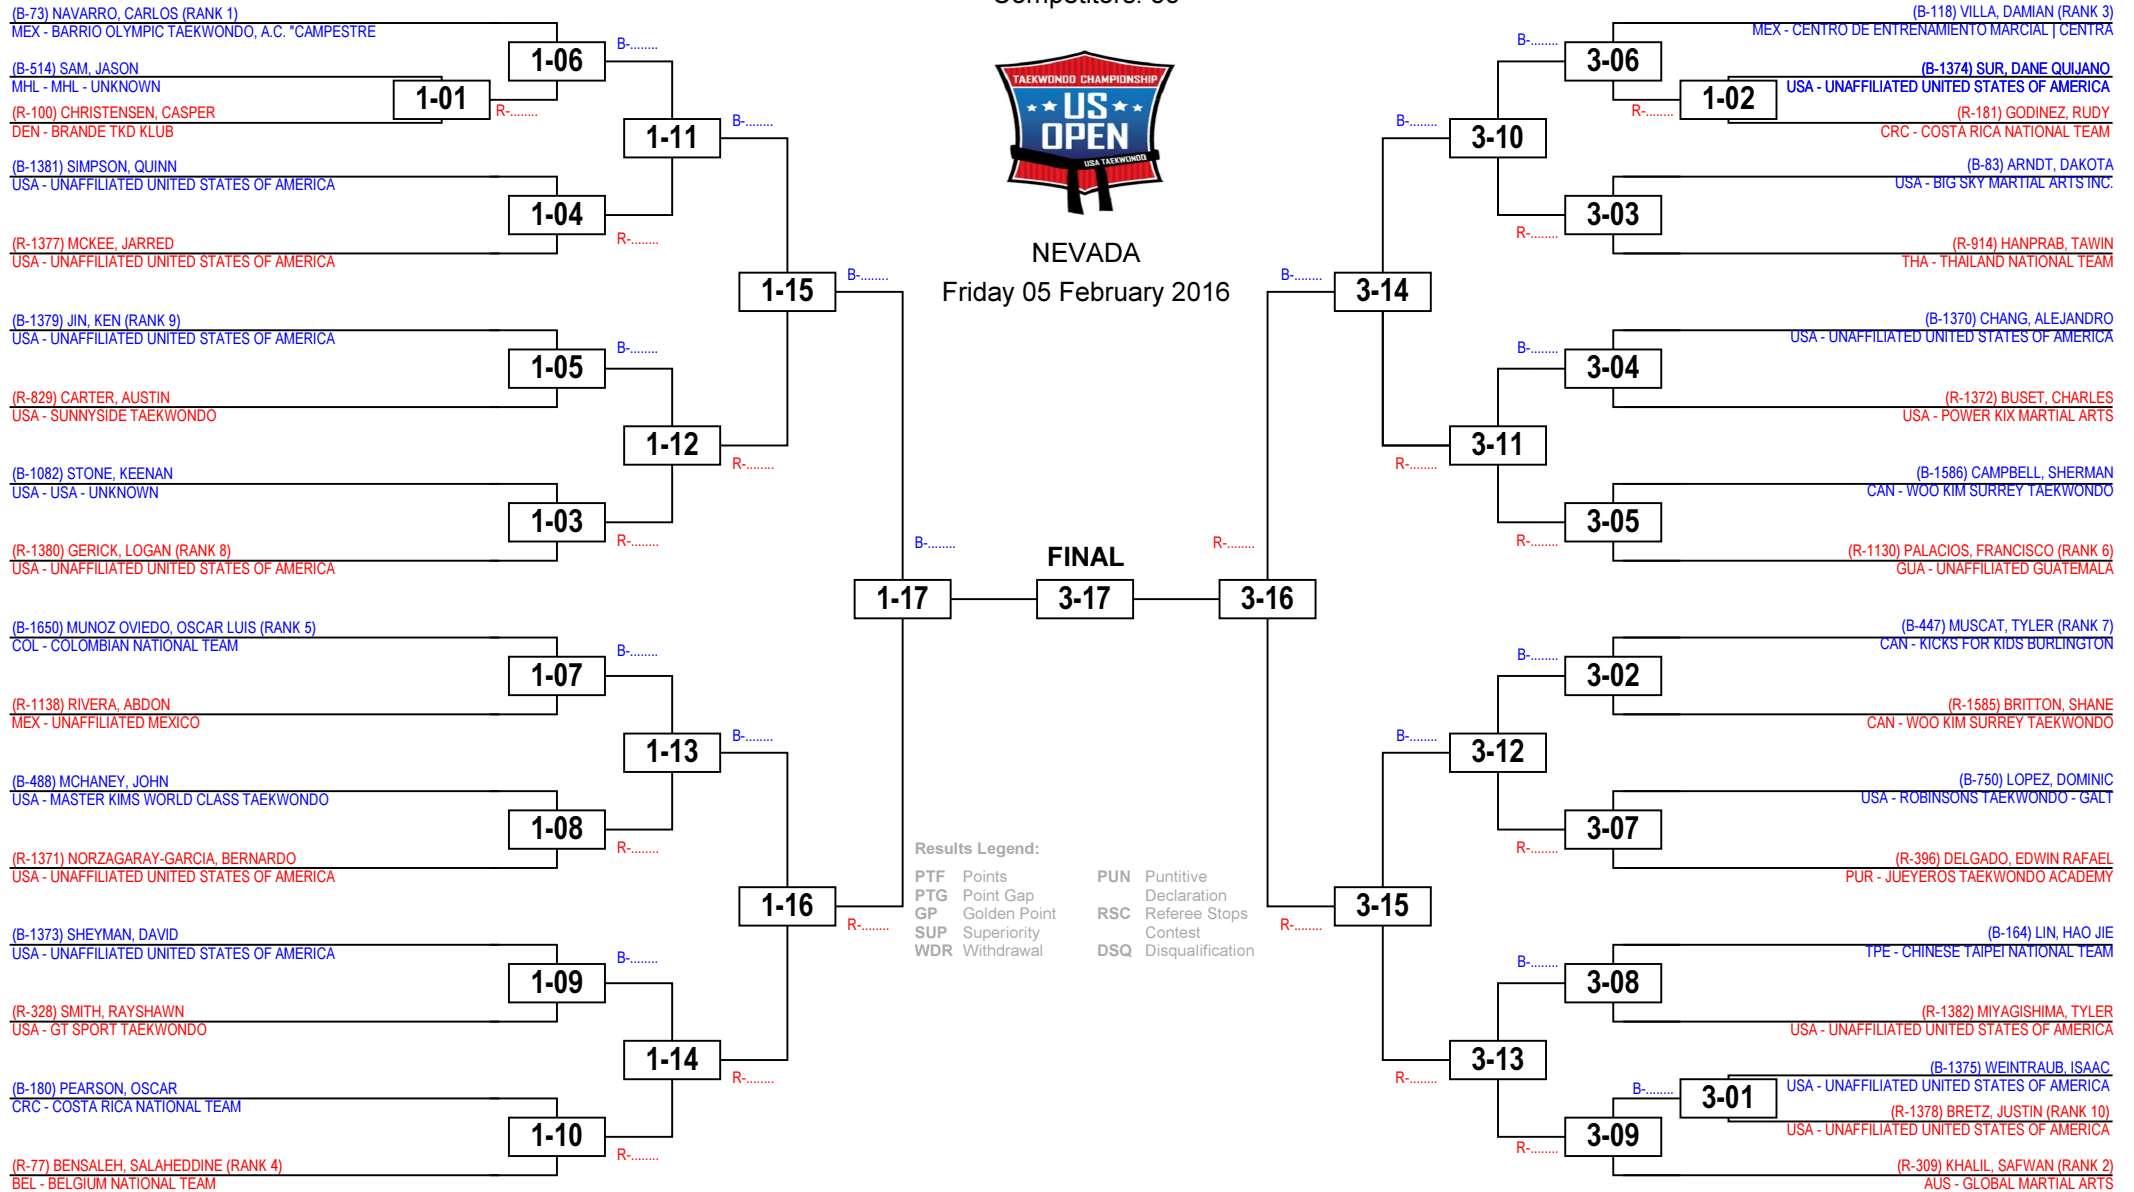 (B-73) NAVARRO, CARLOS (RANK 1)
MEX - BARRIO OLYMPIC TAEKWONDO, A.C. "CAMPESTRE
1-06
B-........
(B-514) SAM, JASON
MHL - MHL - UNKNOWN
1-01
R-........
(R-100) CHRISTENSEN, CASPER
DEN - BRANDE TKD KLUB
1-11
B-........
(B-1381) SIMPSON, QUINN
USA - UNAFFILIATED UNITED STATES OF AMERICA
1-04
R-........
(R-1377) MCKEE, JARRED
USA - UNAFFILIATED UNITED STATES OF AMERICA
1-15
B-........
(B-1379) JIN, KEN (RANK 9)
USA - UNAFFILIATED UNITED STATES OF AMERICA
1-05
B-........
(R-829) CARTER, AUSTIN
USA - SUNNYSIDE TAEKWONDO
1-12
R-........
(B-1082) STONE, KEENAN
USA - USA - UNKNOWN
1-03
R-........
(R-1380) GERICK, LOGAN (RANK 8)
USA - UNAFFILIATED UNITED STATES OF AMERICA
B-........
1-17
(B-1650) MUNOZ OVIEDO, OSCAR LUIS (RANK 5)
COL - COLOMBIAN NATIONAL TEAM
1-07
B-........
(R-1138) RIVERA, ABDON
MEX - UNAFFILIATED MEXICO
1-13
B-........
(B-488) MCHANEY, JOHN
USA - MASTER KIMS WORLD CLASS TAEKWONDO
1-08
R-........
(R-1371) NORZAGARAY-GARCIA, BERNARDO
USA - UNAFFILIATED UNITED STATES OF AMERICA
1-16
R-........
(B-1373) SHEYMAN, DAVID
USA - UNAFFILIATED UNITED STATES OF AMERICA
1-09
B-........
(R-328) SMITH, RAYSHAWN
USA - GT SPORT TAEKWONDO
1-14
R-........
(B-180) PEARSON, OSCAR
CRC - COSTA RICA NATIONAL TEAM
1-10
R-........
(R-77) BENSALEH, SALAHEDDINE (RANK 4)
BEL - BELGIUM NATIONAL TEAM
TAEKWONDO CHAMPIONSHIP
US
OPEN
USA TAEKWONDO
NEVADA
Friday 05 February 2016
FINAL
3-17
Results Legend:
PTF Points
PTG Point Gap
GP Golden Point
SUP Superiority
WDR Withdrawal
PUN Puntitive
Declaration
RSC Referee Stops
Contest
DSQ Disqualification
(B-118) VILLA, DAMIAN (RANK 3)
MEX - CENTRO DE ENTRENAMIENTO MARCIAL | CENTRA
B-........
3-06
(B-1374) SUR, DANE QUIJANO
USA - UNAFFILIATED UNITED STATES OF AMERICA
R-........
1-02
(R-181) GODINEZ, RUDY
CRC - COSTA RICA NATIONAL TEAM
B-........
3-10
(B-83) ARNDT, DAKOTA
USA - BIG SKY MARTIAL ARTS INC.
R-........
3-03
(R-914) HANPRAB, TAWIN
THA - THAILAND NATIONAL TEAM
B-........
3-14
(B-1370) CHANG, ALEJANDRO
USA - UNAFFILIATED UNITED STATES OF AMERICA
B-........
3-04
(R-1372) BUSET, CHARLES
USA - POWER KIX MARTIAL ARTS
R-........
3-11
(B-1586) CAMPBELL, SHERMAN
CAN - WOO KIM SURREY TAEKWONDO
R-........
3-05
(R-1130) PALACIOS, FRANCISCO (RANK 6)
GUA - UNAFFILIATED GUATEMALA
R-........
3-16
(B-447) MUSCAT, TYLER (RANK 7)
CAN - KICKS FOR KIDS BURLINGTON
B-........
3-02
(R-1585) BRITTON, SHANE
CAN - WOO KIM SURREY TAEKWONDO
B-........
3-12
(B-750) LOPEZ, DOMINIC
USA - ROBINSONS TAEKWONDO - GALT
R-........
3-07
(R-396) DELGADO, EDWIN RAFAEL
PUR - JUEYEROS TAEKWONDO ACADEMY
R-........
3-15
(B-164) LIN, HAO JIE
TPE - CHINESE TAIPEI NATIONAL TEAM
B-........
3-08
(R-1382) MIYAGISHIMA, TYLER
USA - UNAFFILIATED UNITED STATES OF AMERICA
R-........
3-13
(B-1375) WEINTRAUB, ISAAC
USA - UNAFFILIATED UNITED STATES OF AMERICA
B-........
3-01
(R-1378) BRETZ, JUSTIN (RANK 10)
USA - UNAFFILIATED UNITED STATES OF AMERICA
R-........
3-09
(R-309) KHALIL, SAFWAN (RANK 2)
AUS - GLOBAL MARTIAL ARTS